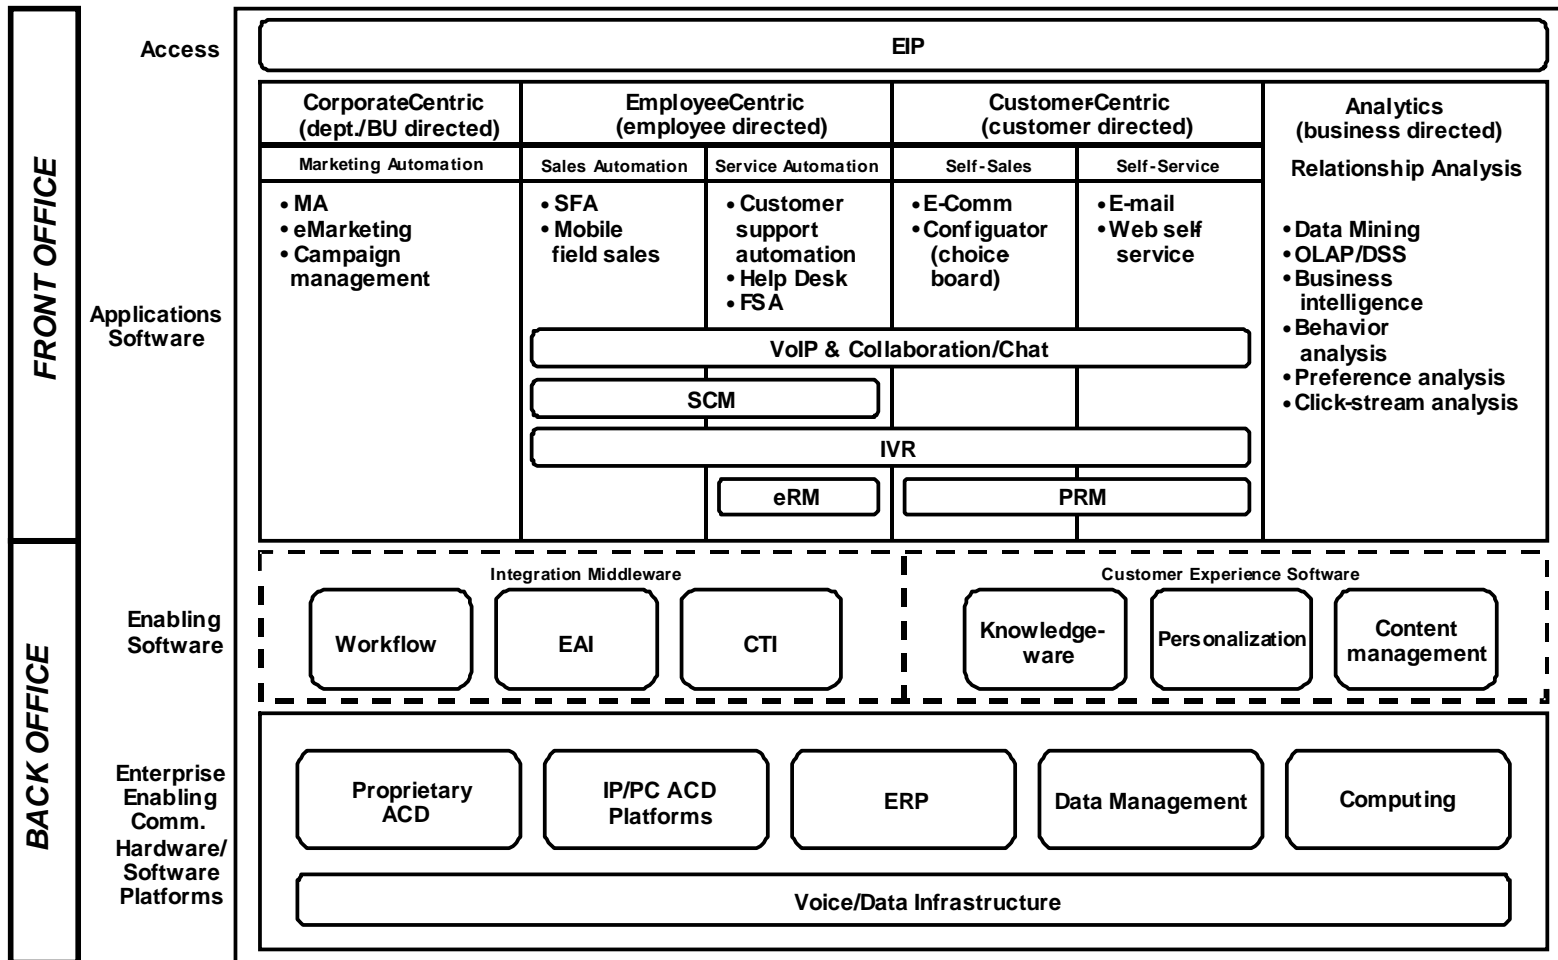 FRONT OFFICE
BACK OFFICE
Access
EIP
CorporateCentric
(dept./BU directed)
EmployeeCentric
(employee directed)
Customer-Centric
(customer directed)
Analytics
(business directed)
Relationship Analysis
Marketing Automation
Sales Automation
Service Automation
Self-Sales
Self-Service
Applications
Software
• MA
• eMarketing
• Campaign
management
• SFA
• Mobile
field sales
• Customer
support
automation
• Help Desk
• FSA
• E-Comm
• Configuator
(choice
board)
• E-mail
• Web self
service
• Data Mining
• OLAP/DSS
• Business
intelligence
• Behavior
analysis
• Preference analysis
• Click-stream analysis
VoIP & Collaboration/Chat
SCM
IVR
eRM
PRM
Enabling
Software
Integration Middleware
Workflow
EAI
CTI
Customer Experience Software
Knowledge-
ware
Personalization
Content
management
Enterprise
Enabling
Comm.
Hardware/
Software
Platforms
Proprietary
ACD
IP/PC ACD
Platforms
ERP
Data Management
Computing
Voice/Data Infrastructure